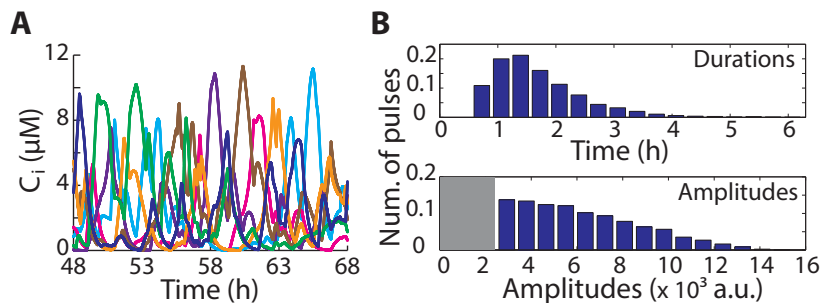 A
C_i (μM)
12
8
4
0
48 53 58 63 68
Time (h)
B
Num. of pulses
0.2
0.1
0
Durations
0 1 2 3 4 5 6
Time (h)
0.2
0.1
0
Amplitudes
0 2 4 6 8 10 12 14 16
Amplitudes (x 10³ a.u.)